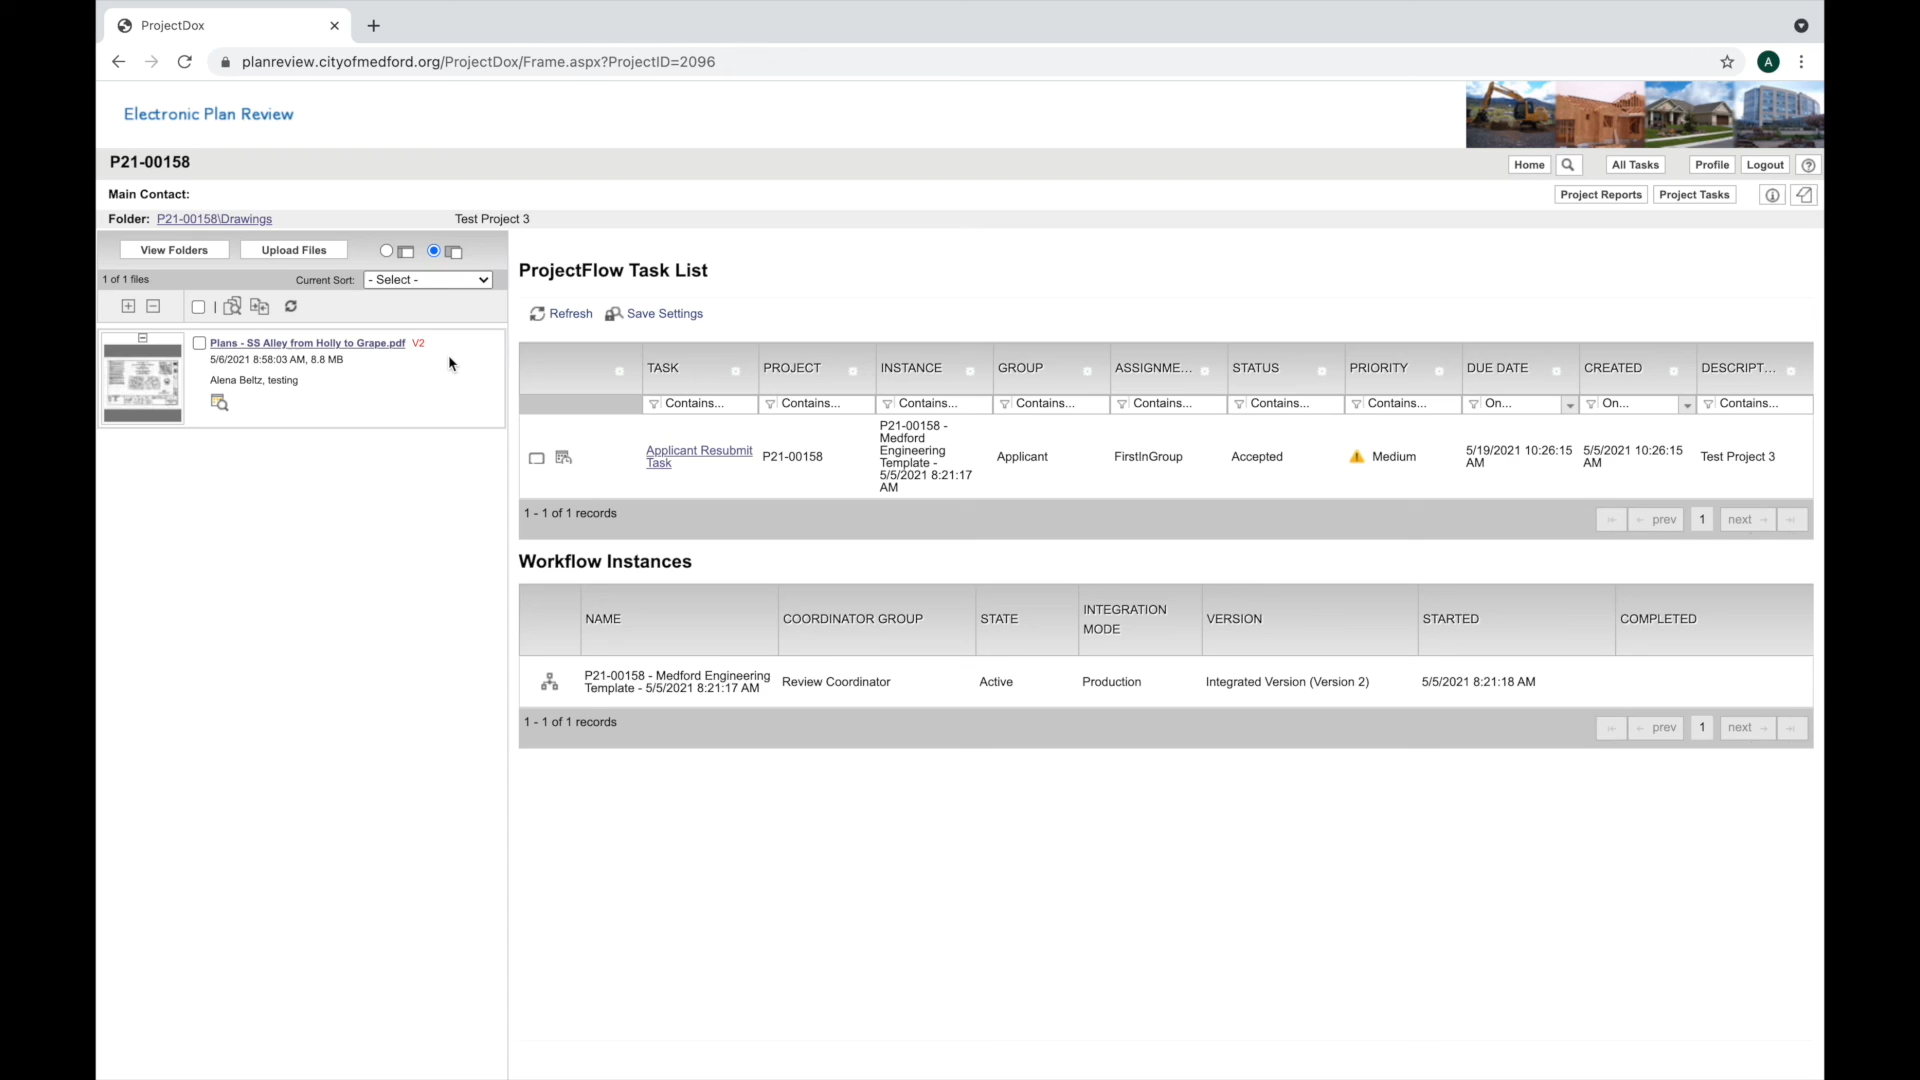 ProjectDox
planreview.cityofmedford.org/ProjectDox/Frame.aspx?ProjectID=2096
A
Electronic Plan Review
P21-00158
Home
All Tasks
Profile
Logout
Main Contact:
Project Reports
Project Tasks
Folder: P21-00158\Drawings
Test Project 3
View Folders
Upload Files
1 of 1 files
Current Sort: - Select -
Plans - SS Alley from Holly to Grape.pdf V2
5/6/2021 8:58:03 AM, 8.8 MB
Alena Beltz, testing
ProjectFlow Task List
Refresh
Save Settings
TASK PROJECT INSTANCE GROUP ASSIGNME... STATUS PRIORITY DUE DATE CREATED DESCRIPT...
Contains... Contains... Contains... Contains... Contains... Contains... Contains... On... On... Contains...
Applicant Resubmit
Task
P21-00158
P21-00158 -
Medford
Engineering
Template -
5/5/2021 8:21:17
AM
Applicant
FirstInGroup
Accepted
Medium
5/19/2021 10:26:15
AM
5/5/2021 10:26:15
AM
Test Project 3
1 - 1 of 1 records
prev 1 next
Workflow Instances
NAME
COORDINATOR GROUP
STATE
INTEGRATION
MODE
VERSION
STARTED
COMPLETED
P21-00158 - Medford Engineering
Template - 5/5/2021 8:21:17 AM
Review Coordinator
Active
Production
Integrated Version (Version 2)
5/5/2021 8:21:18 AM
1 - 1 of 1 records
prev 1 next